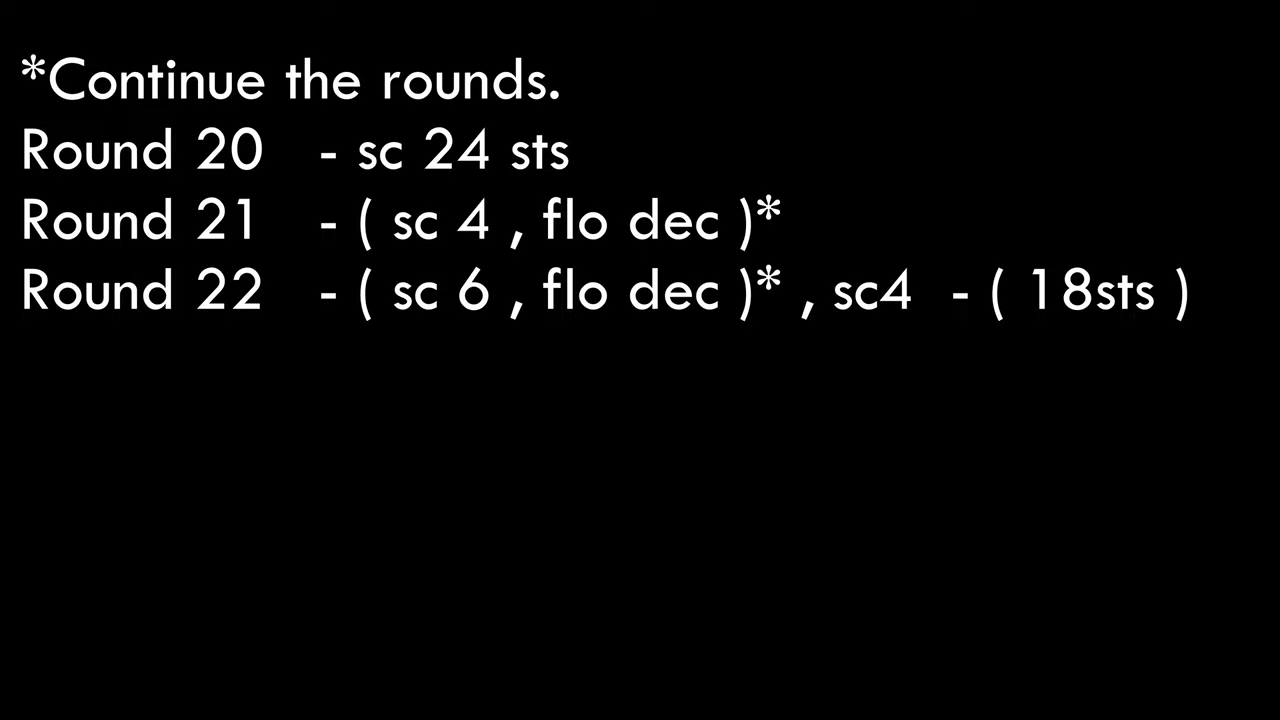 *Continue the rounds.
Round 20 - sc 24 sts
Round 21 - ( sc 4 , flo dec )*
Round 22 - ( sc 6 , flo dec )* , sc4 - ( 18sts )